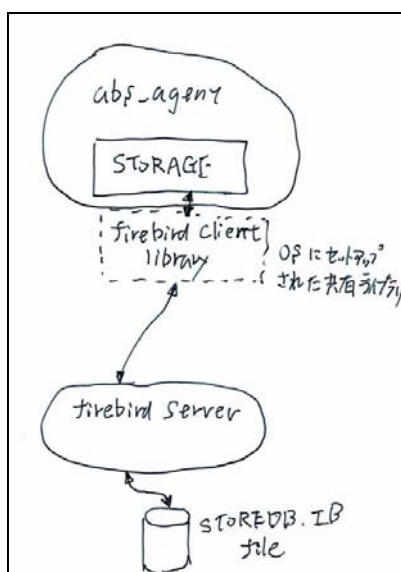 abs_agent
STORAGE
firebird client
library
OSにセットアップ
された共有ライブラリ
firebird server
STOREDB.IB
file